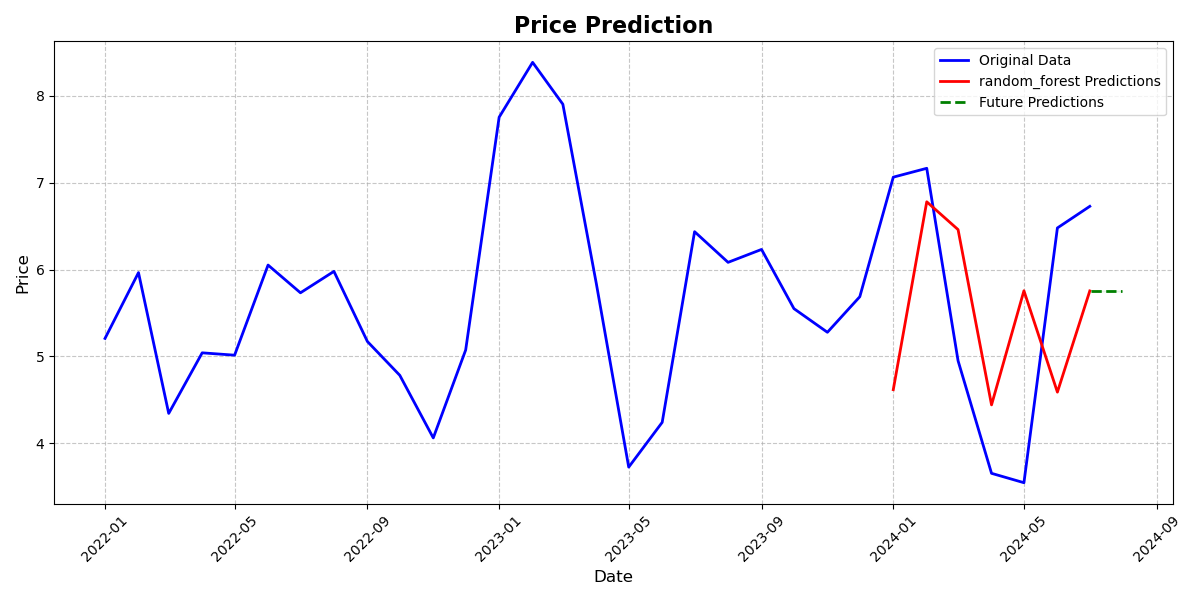 Price Prediction
Original Data
random_forest Predictions
Future Predictions
Price
8
7
6
5
4
2022-01
2022-05
2022-09
2023-01
2023-05
2023-09
2024-01
2024-05
2024-09
Date